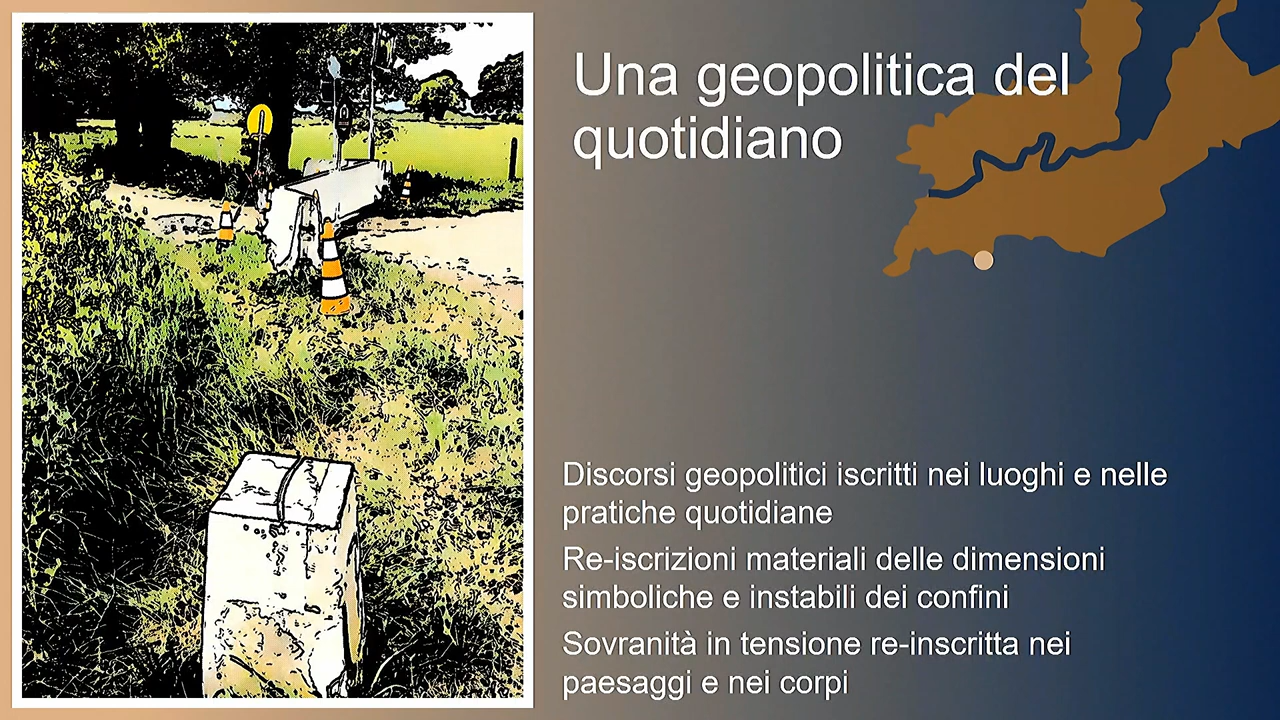 Una geopolitica del
quotidiano
Discorsi geopolitici iscritti nei luoghi e nelle
pratiche quotidiane
Re-iscrizioni materiali delle dimensioni
simboliche e instabili dei confini
Sovranità in tensione re-inscritta nei
paesaggi e nei corpi